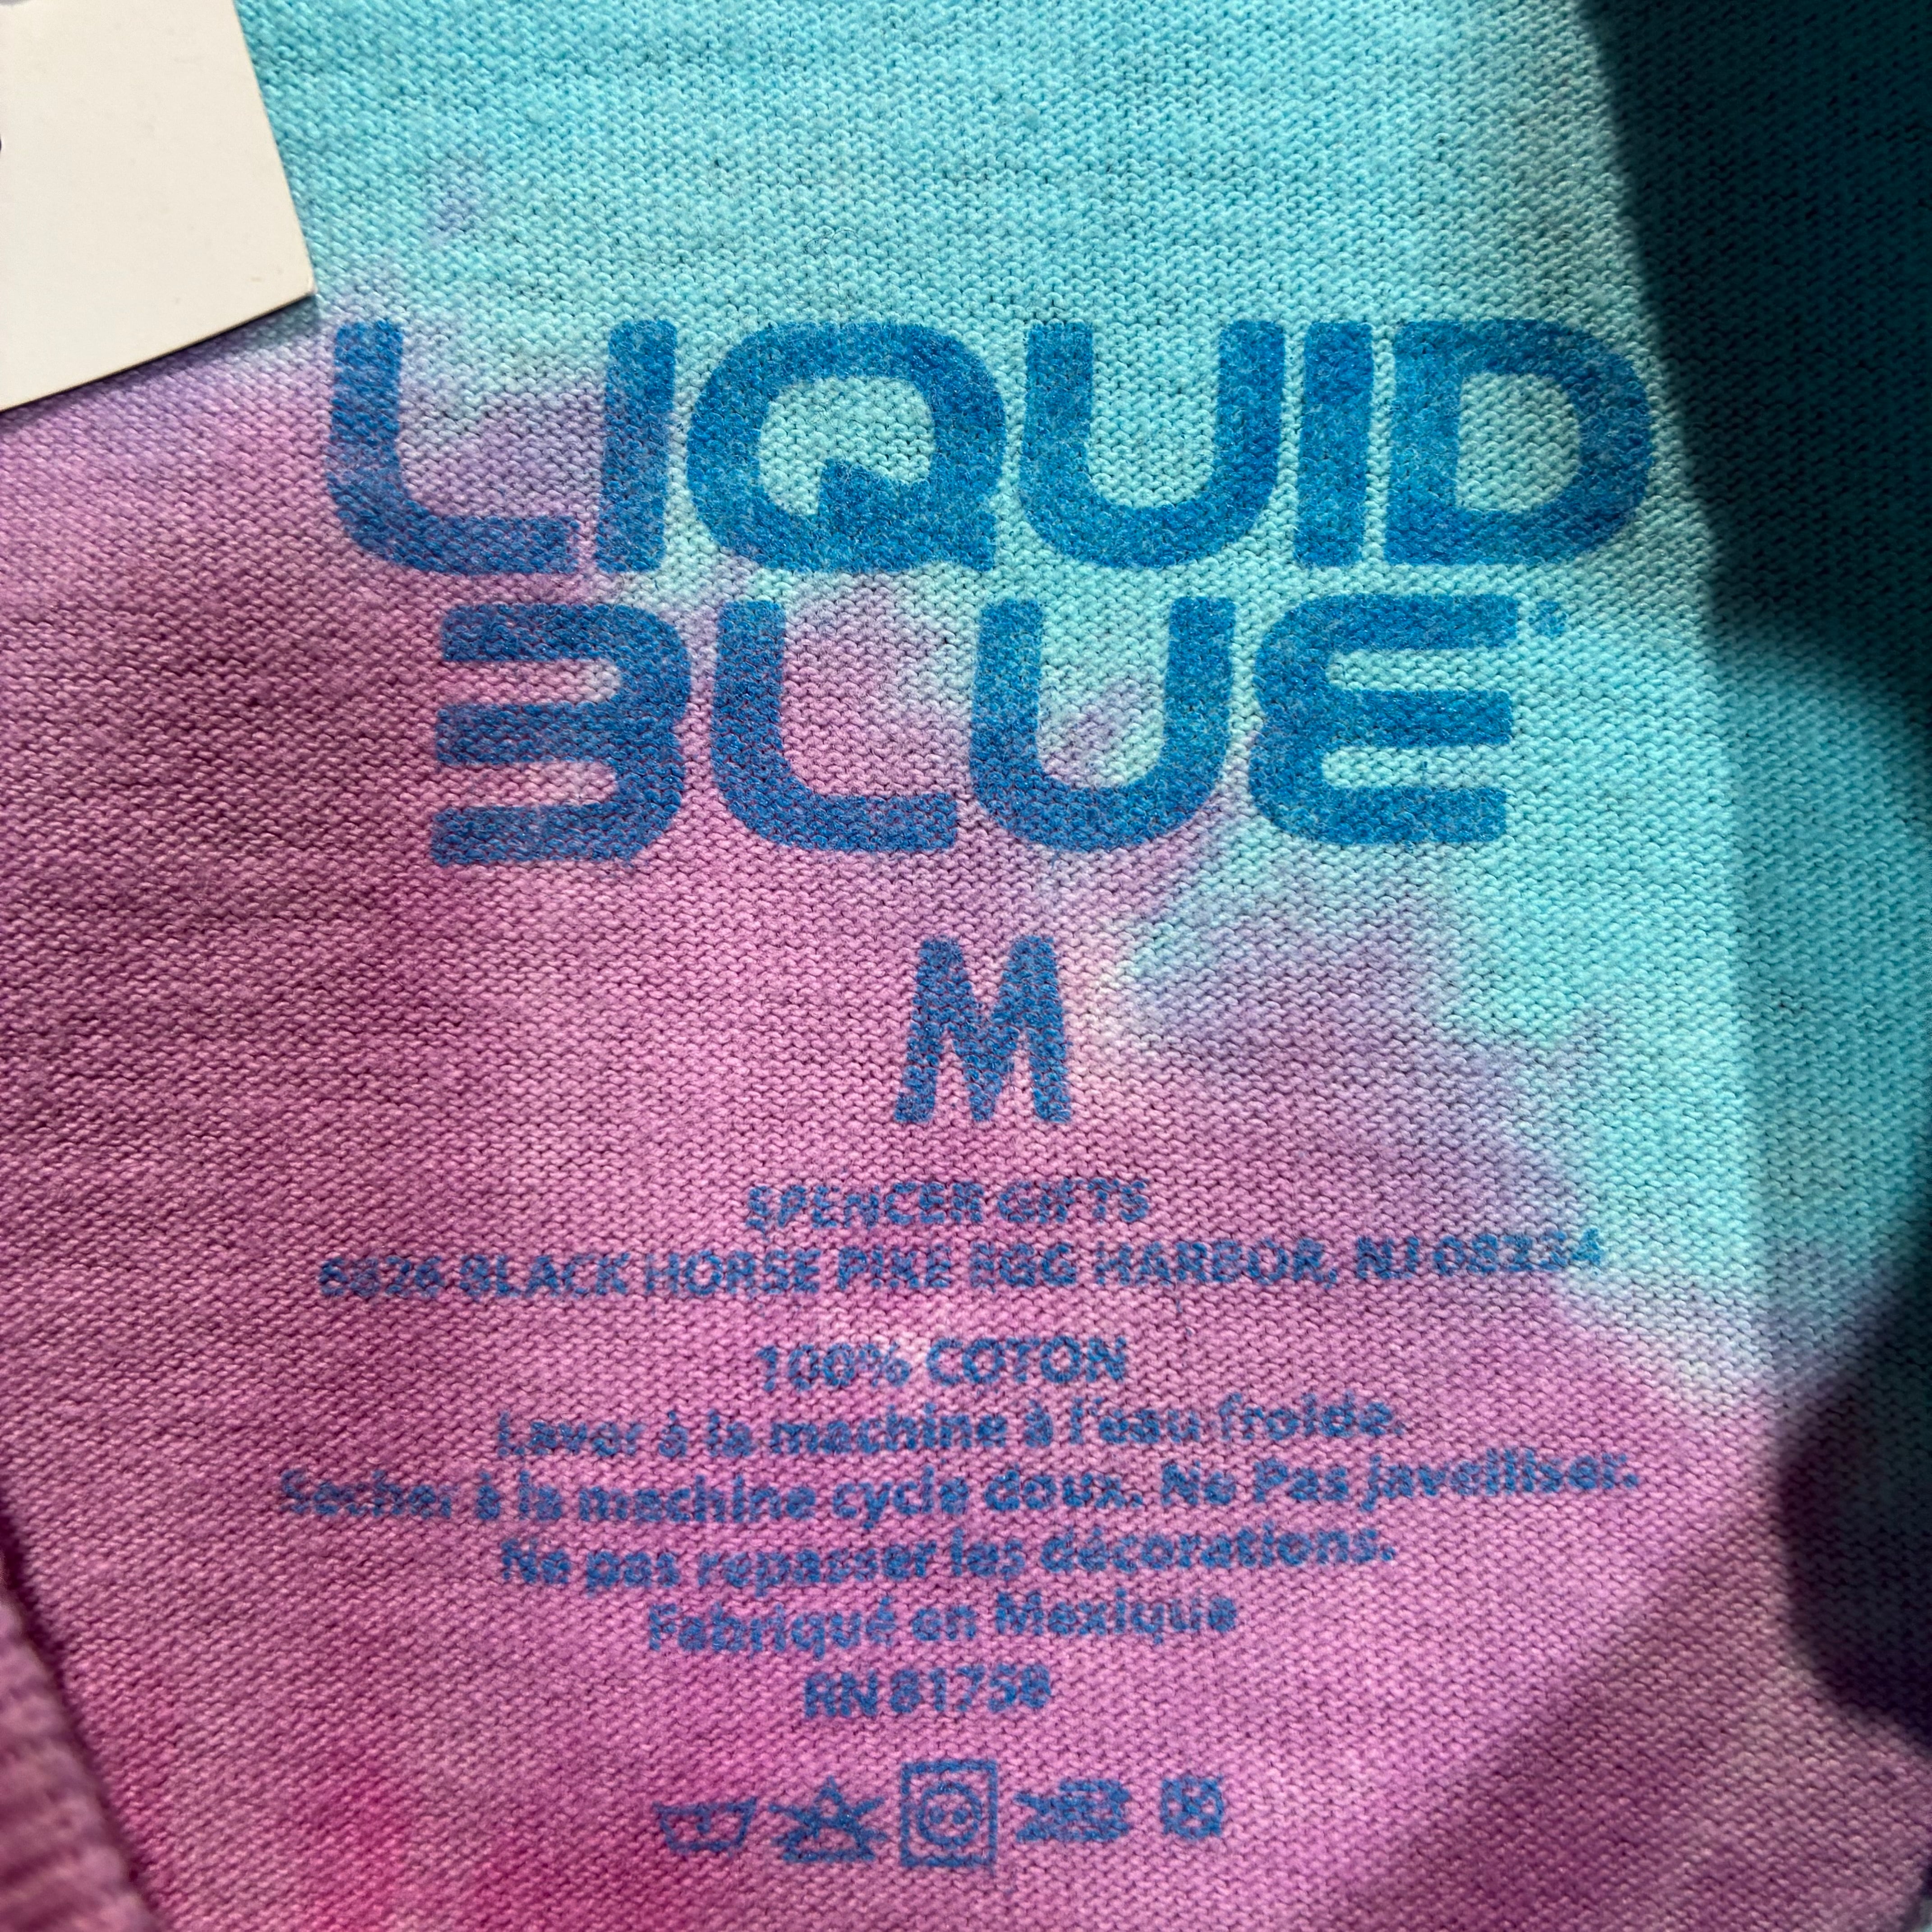 LIQUID
BLUE
M
SPENCER GIFTS
6826 BLACK HORSE PIKE EGG HARBOR, NJ 08234
100% COTON
Laver à la machine à l'eau froide.
Sécher à la machine cycle doux. Ne Pas javelliser.
Ne pas repasser les décorations.
Fabriqué en Mexique
RN 81758